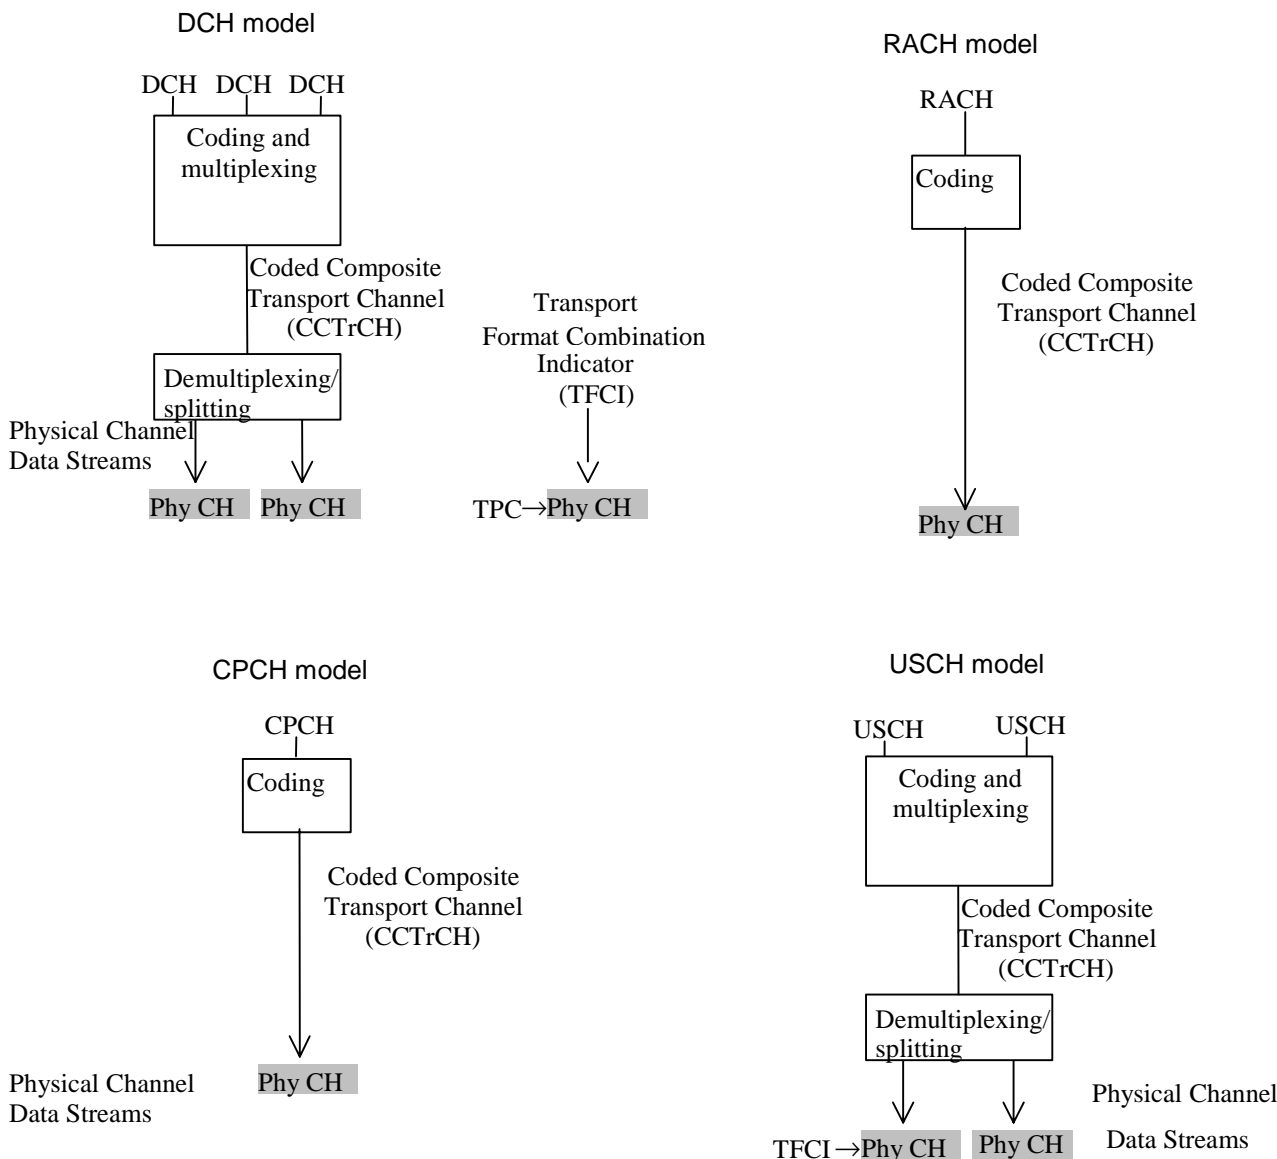 DCH model
DCH DCH DCH
Coding and
multiplexing
Coded Composite
Transport Channel
(CCTrCH)
Demultiplexing/
splitting
Physical Channel
Data Streams
Phy CH Phy CH
Transport
Format Combination
Indicator
(TFCI)
TPC→Phy CH
RACH model
RACH
Coding
Coded Composite
Transport Channel
(CCTrCH)
Phy CH
CPCH model
CPCH
Coding
Coded Composite
Transport Channel
(CCTrCH)
Physical Channel
Data Streams
Phy CH
USCH model
USCH USCH
Coding and
multiplexing
Coded Composite
Transport Channel
(CCTrCH)
Demultiplexing/
splitting
Physical Channel
Data Streams
TFCI→Phy CH Phy CH